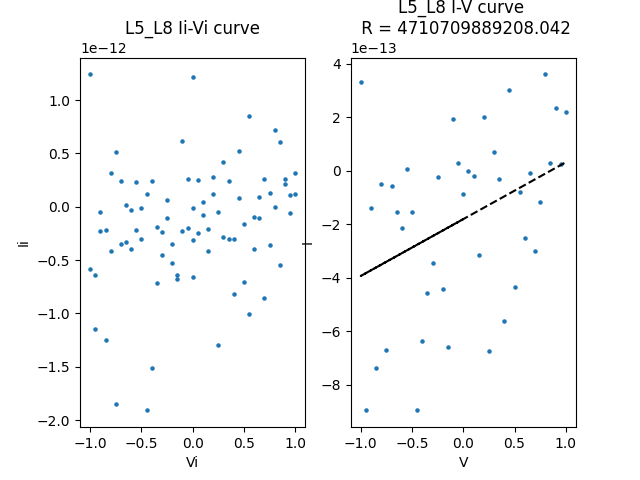 L5_L8 Ii-Vi curve
1e−12
1.0
0.5
0.0
−0.5
−1.0
−1.5
−2.0
Ii
−1.0 −0.5 0.0 0.5 1.0
Vi
L5_L8 I-V curve
R = 4710709889208.042
1e−13
4
2
0
−2
−4
−6
−8
I
−1.0 −0.5 0.0 0.5 1.0
V